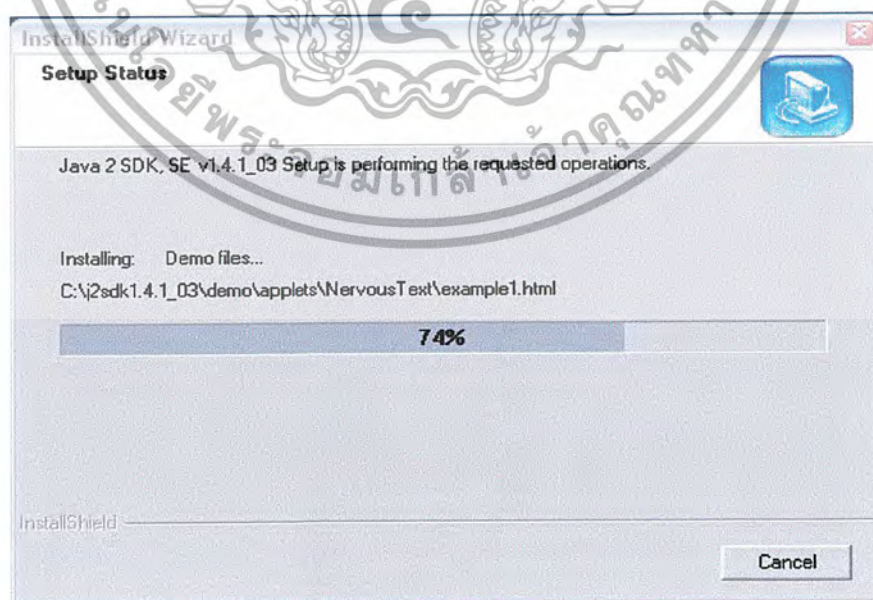 InstallShield Wizard
Setup Status
Java 2 SDK, SE v1.4.1_03 Setup is performing the requested operations.
Installing: Demo files...
C:\j2sdk1.4.1_03\demo\applets\NervousText\example1.html
74%
InstallShield
Cancel